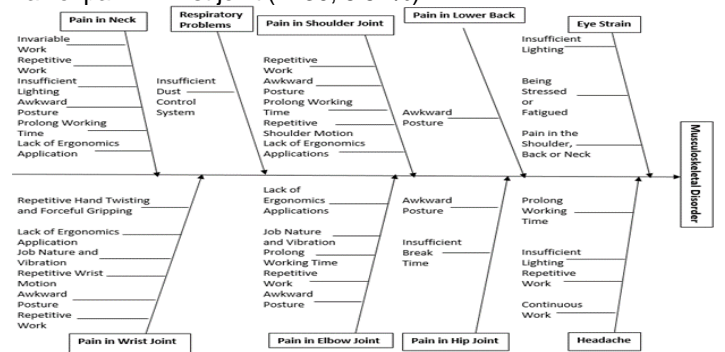 Pain in Neck
Respiratory
Problems
Pain in Shoulder Joint
Pain in Lower Back
Eye Strain
Invariable
Work
Repetitive
Work
Insufficient
Lighting
Awkward
Posture
Prolong Working
Time
Lack of Ergonomics
Application
Insufficient
Dust
Control
System
Repetitive
Work
Awkward
Posture
Prolong Working
Time
Repetitive
Shoulder Motion
Lack of Ergonomics
Applications
Awkward
Posture
Insufficient
Lighting
Being
Stressed
or
Fatigued
Pain in the
Shoulder,
Back or Neck
Musculoskeletal Disorder
Repetitive Hand Twisting
and Forceful Gripping
Lack of Ergonomics
Application
Job Nature and
Vibration
Repetitive Wrist
Motion
Awkward
Posture
Repetitive
Work
Lack of
Ergonomics
Applications
Job Nature
and Vibration
Prolong
Working Time
Repetitive
Work
Awkward
Posture
Awkward
Posture
Insufficient
Break
Time
Prolong
Working
Time
Insufficient
Lighting
Repetitive
Work
Continuous
Work
Pain in Wrist Joint
Pain in Elbow Joint
Pain in Hip Joint
Headache